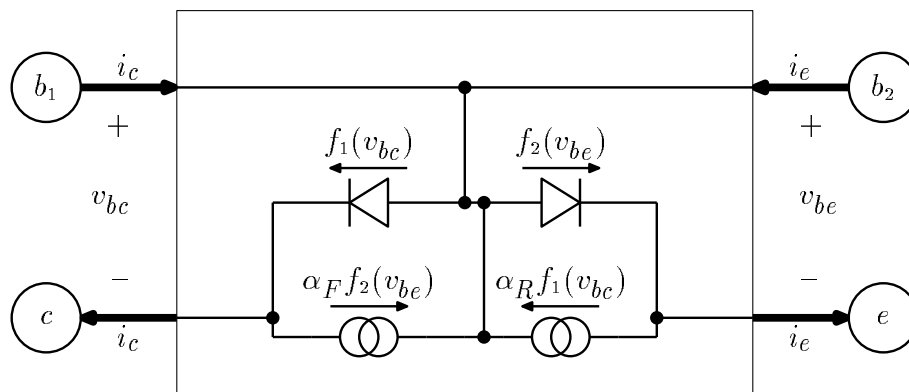 b₁ i_c i_e b₂
+ +
f₁(v_bc) f₂(v_be)
v_bc v_be
− −
α_F f₂(v_be) α_R f₁(v_bc)
c e
i_c i_e